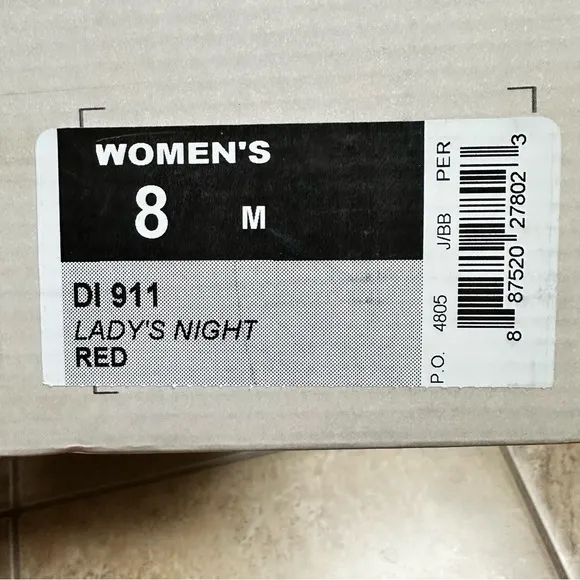 WOMEN'S
8 M
DI 911
LADY'S NIGHT
RED
P.O. 4805 J/BB PER
8 87520 27802 3